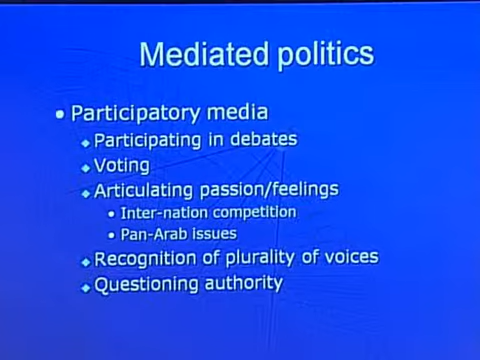 Mediated politics
Participatory media
Participating in debates
Voting
Articulating passion/feelings
Inter-nation competition
Pan-Arab issues
Recognition of plurality of voices
Questioning authority